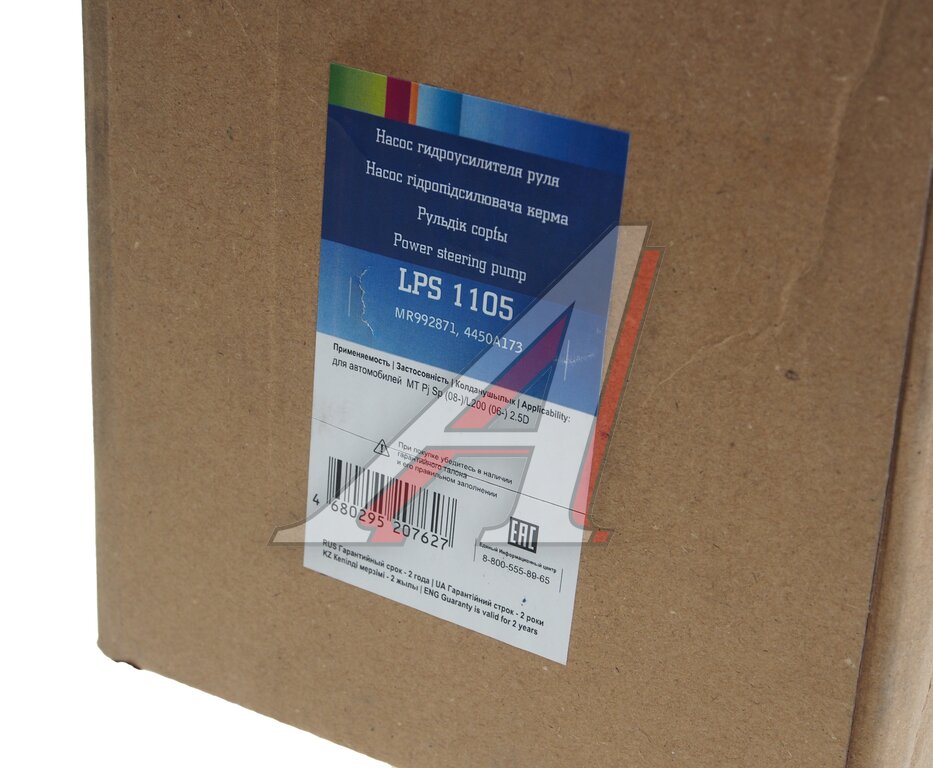 Насос гидроусилителя руля
Насос гідропідсилювача керма
Рульдік сорғы
Power steering pump
LPS 1105
MR992871, 4450A173
Применяемость | Застосовність | Колданушылык | Applicability:
для автомобилей MT Pj Sp (08-)/L200 (06-) 2.5D
При покупке убедитесь в наличии
гарантийного талона
и его правильном заполнении
4 680295 207627
EAC
Единый Информационный центр
8-800-555-89-65
RUS Гарантийный срок - 2 года | UA Гарантійний строк - 2 роки
KZ Кепілді мерзімі - 2 жылы | ENG Guaranty is valid for 2 years